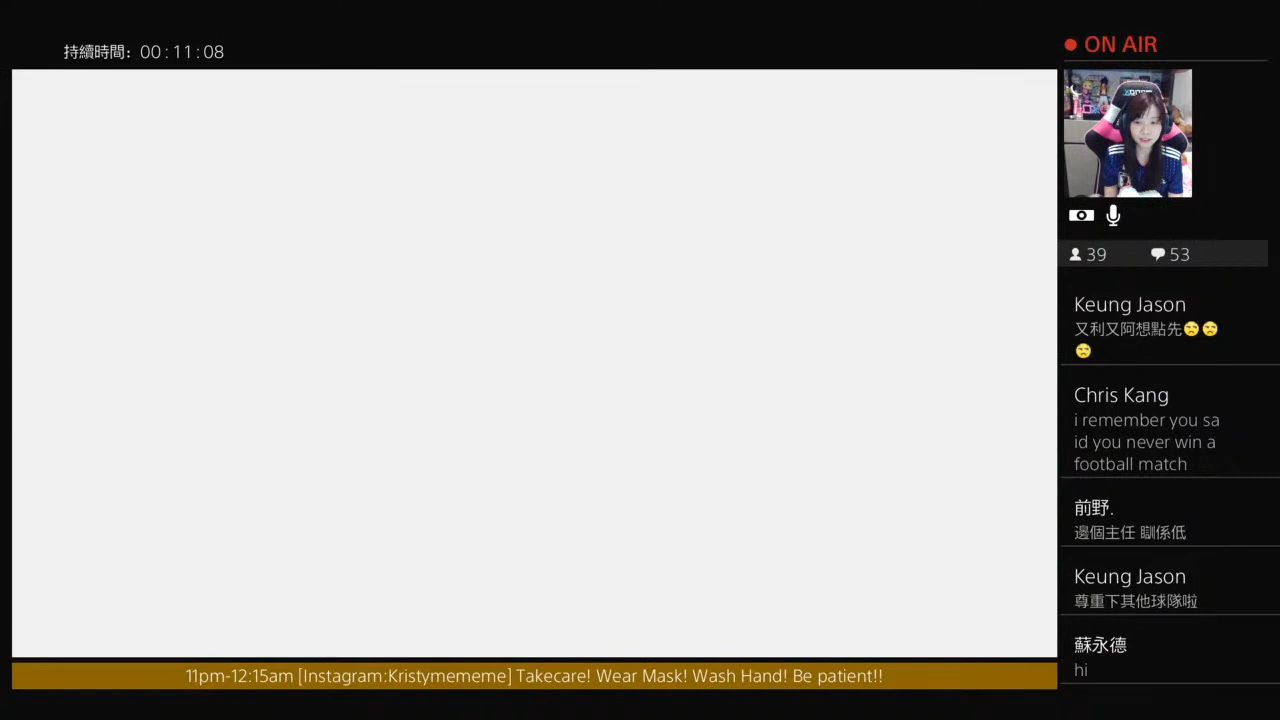 持續時間: 00:11:08
ON AIR
39 53
Keung Jason
又利又阿想點先😒😒
😒
Chris Kang
i remember you sa
id you never win a
football match
前野.
邊個主任 瞓係低
Keung Jason
尊重下其他球隊啦
蘇永德
hi
11pm-12:15am [Instagram:Kristymememe] Takecare! Wear Mask! Wash Hand! Be patient!!